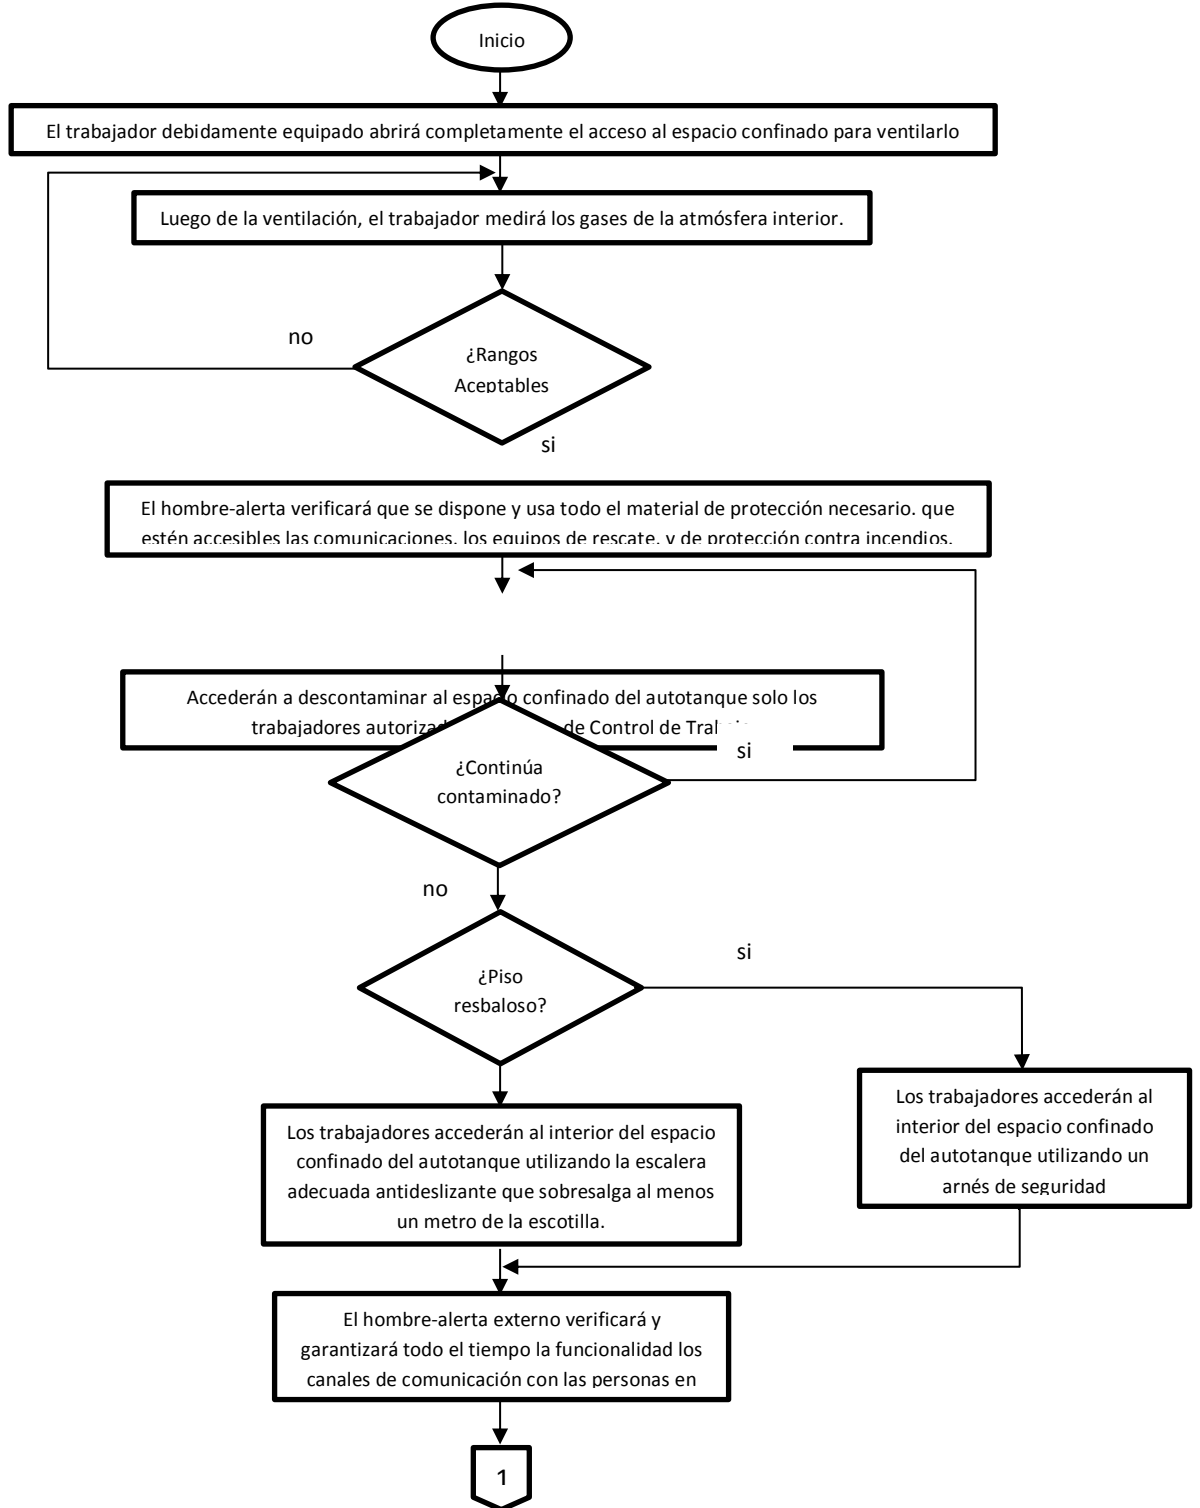 Inicio
El trabajador debidamente equipado abrirá completamente el acceso al espacio confinado para ventilarlo
Luego de la ventilación, el trabajador medirá los gases de la atmósfera interior.
no
¿Rangos
Aceptables
si
El hombre-alerta verificará que se dispone y usa todo el material de protección necesario. que
estén accesibles las comunicaciones. los equipos de rescate. y de protección contra incendios.
Accederán a descontaminar al espacio confinado del autotanque solo los
trabajadores de Control de
si
¿Continúa
contaminado?
no
si
¿Piso
resbaloso?
Los trabajadores accederán al
interior del espacio confinado
del autotanque utilizando un
arnés de seguridad
Los trabajadores accederán al interior del espacio
confinado del autotanque utilizando la escalera
adecuada antideslizante que sobresalga al menos
un metro de la escotilla.
El hombre-alerta externo verificará y
garantizará todo el tiempo la funcionalidad los
canales de comunicación con las personas en
1